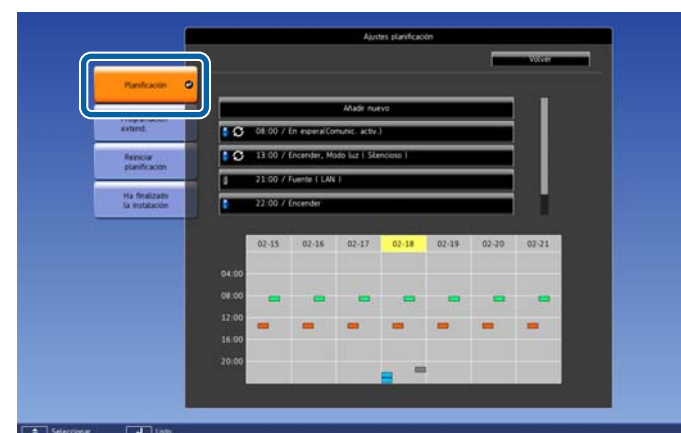 Ajustes planificación
Volver
Planificación
Programación
extend.
Reiniciar
planificación
Ha finalizado
la instalación
Añadir nuevo
08:00 / En espera(Comunic. activ.)
13:00 / Encender, Modo luz ( Silencioso )
21:00 / Fuente ( LAN )
22:00 / Encender
02-15 02-16 02-17 02-18 02-19 02-20 02-21
04:00
08:00
12:00
16:00
20:00
Seleccionar Listo